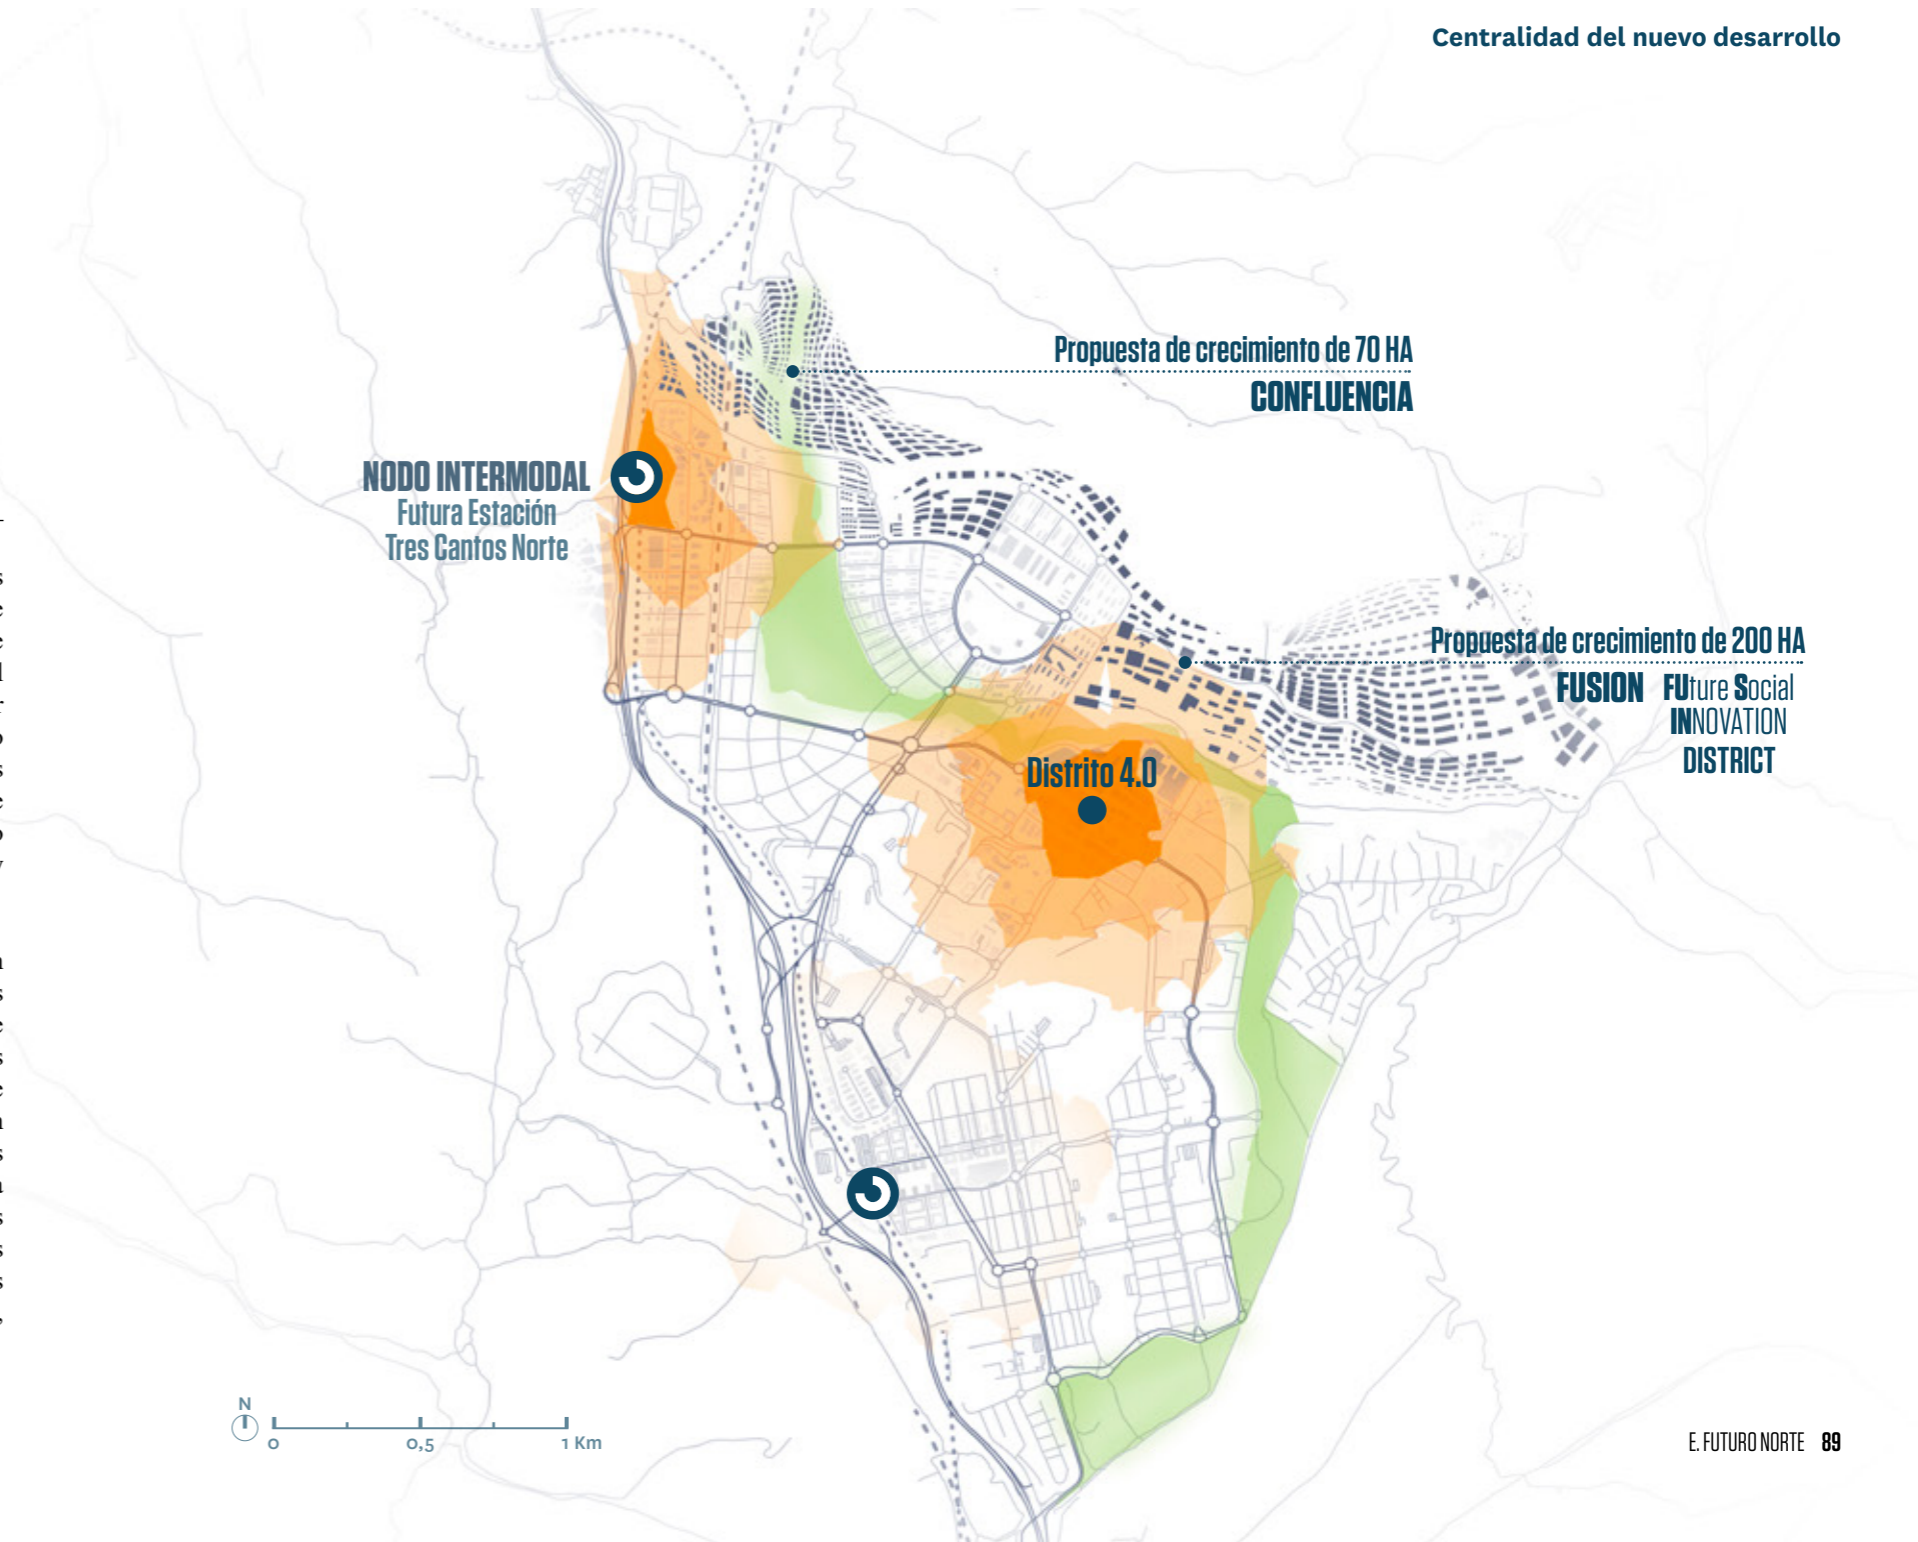 Centralidad del nuevo desarrollo
Propuesta de crecimiento de 70 HA
CONFLUENCIA
NODO INTERMODAL
Futura Estación
Tres Cantos Norte
Propuesta de crecimiento de 200 HA
FUSION FUture Social
INNOVATION
DISTRICT
Distrito 4.0
N
0 0,5 1 Km
E. FUTURO NORTE 89